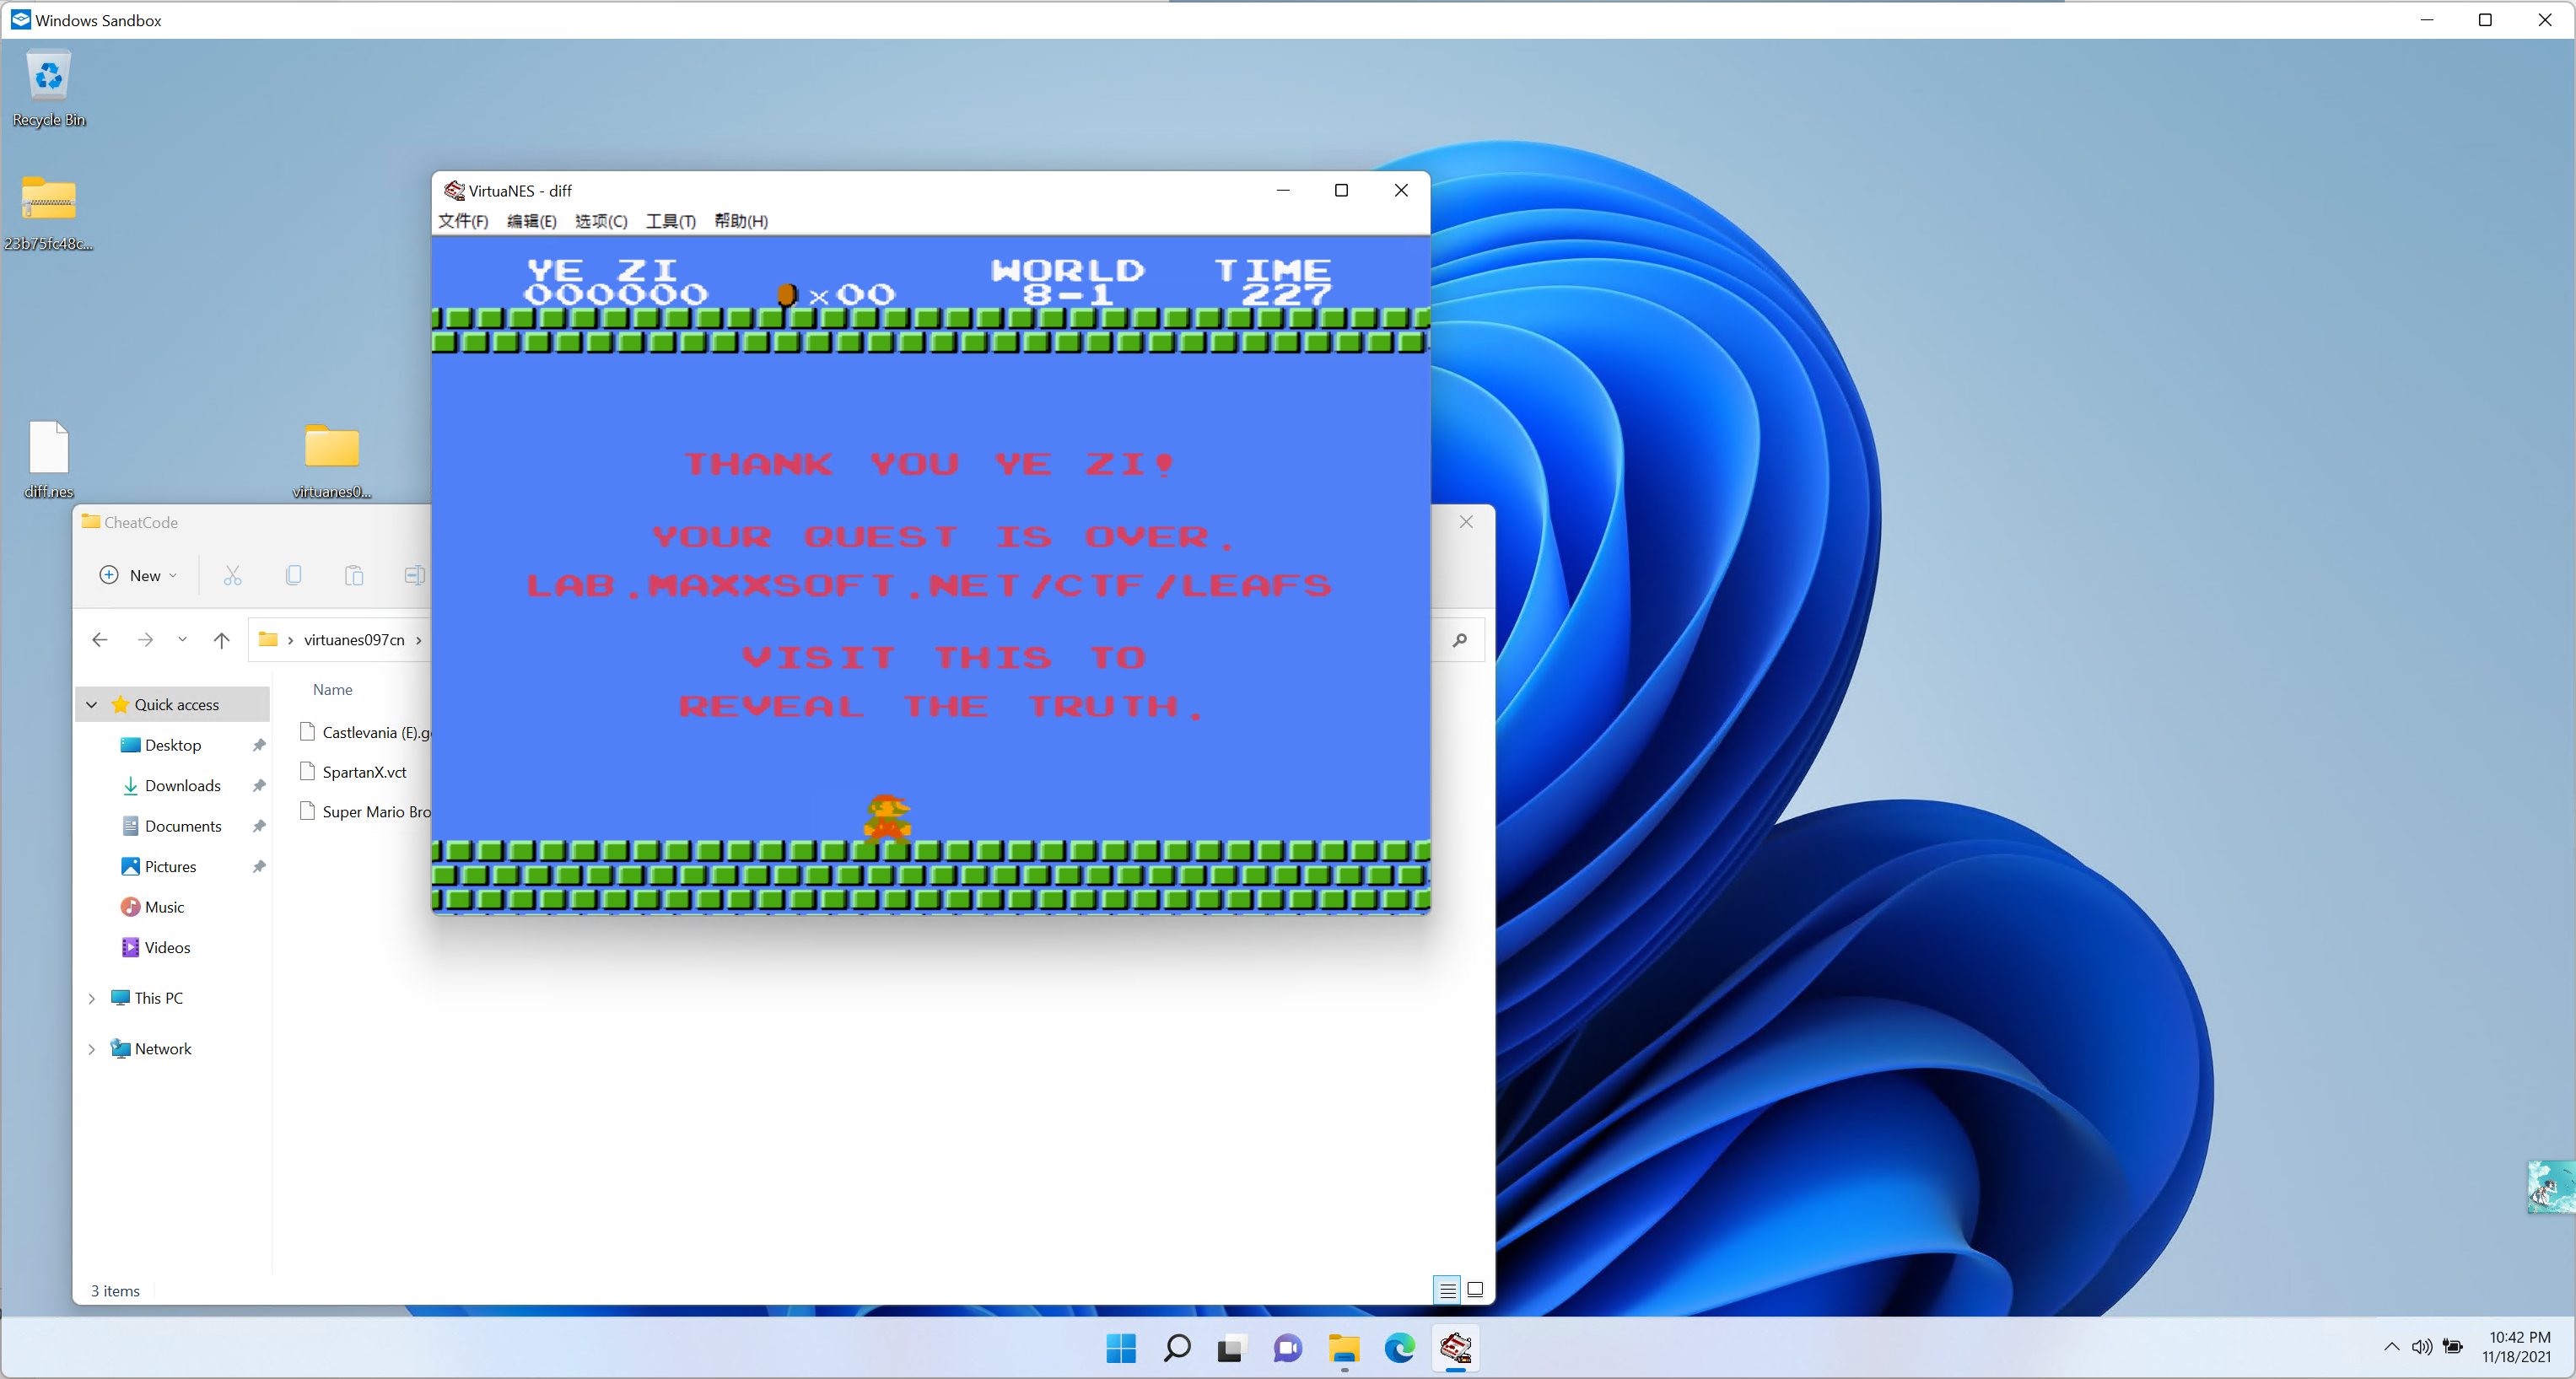 Windows Sandbox
Recycle Bin
23b75fc48c...
diff.nes
virtuanes0...
VirtuaNES - diff
文件(F) 编辑(E) 选项(C) 工具(T) 帮助(H)
YE ZI WORLD TIME
000000 ×00 8-1 227
THANK YOU YE ZI!
YOUR QUEST IS OVER.
LAB.MAXXSOFT.NET/CTF/LEAFS
VISIT THIS TO
REVEAL THE TRUTH.
CheatCode
New
virtuanes097cn
Name
Quick access
Desktop
Downloads
Documents
Pictures
Music
Videos
This PC
Network
Castlevania (E).g
SpartanX.vct
Super Mario Bro
3 items
10:42 PM
11/18/2021